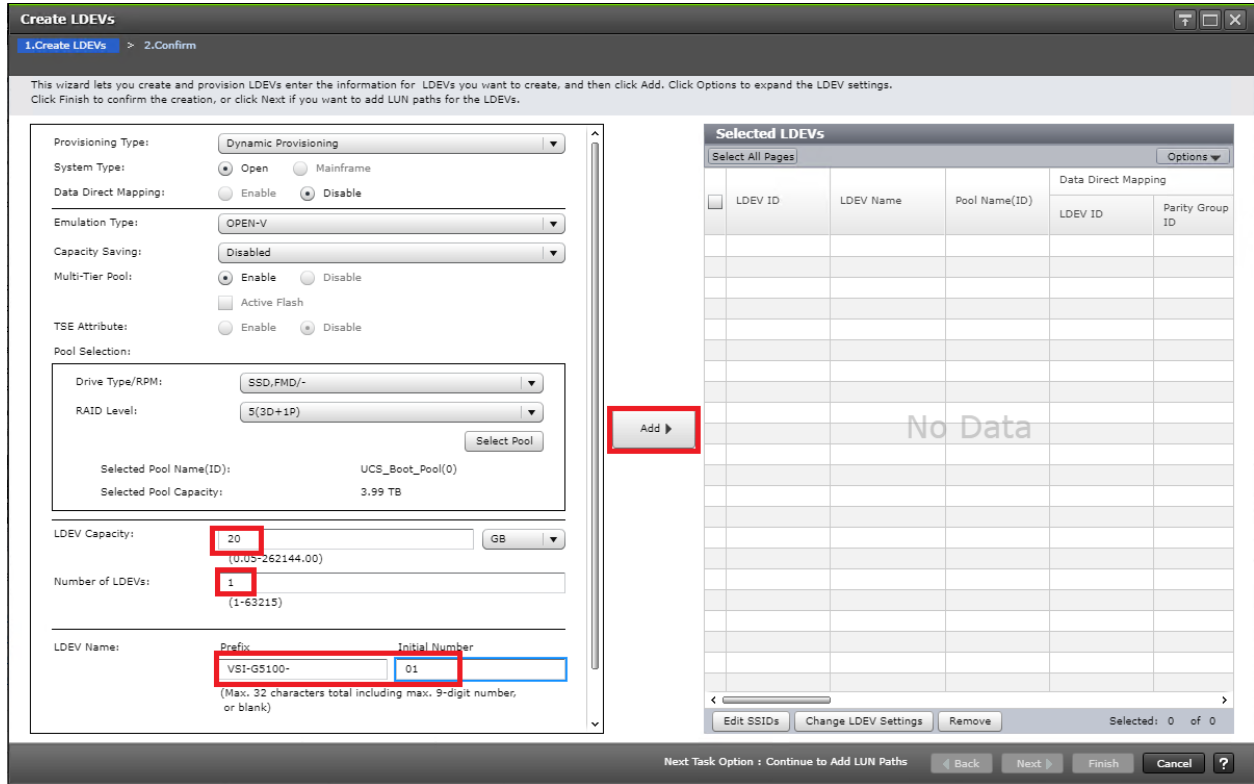 Create LDEVs
1.Create LDEVs > 2.Confirm
This wizard lets you create and provision LDEVs enter the information for LDEVs you want to create, and then click Add. Click Options to expand the LDEV settings.
Click Finish to confirm the creation, or click Next if you want to add LUN paths for the LDEVs.
Provisioning Type: Dynamic Provisioning
System Type: Open Mainframe
Data Direct Mapping: Enable Disable
Emulation Type: OPEN-V
Capacity Saving: Disabled
Multi-Tier Pool: Enable Disable
Active Flash
TSE Attribute: Enable Disable
Pool Selection:
Drive Type/RPM: SSD,FMD/-
RAID Level: 5(3D+1P)
Select Pool
Selected Pool Name(ID): UCS_Boot_Pool(0)
Selected Pool Capacity: 3.99 TB
LDEV Capacity: 20 GB
(0.05-262144.00)
Number of LDEVs: 1
(1-63215)
LDEV Name: Prefix Initial Number
VSI-G5100- 01
(Max. 32 characters total including max. 9-digit number,
or blank)
Add
Selected LDEVs
Select All Pages Options
LDEV ID LDEV Name Pool Name(ID) Data Direct Mapping
LDEV ID Parity Group
ID
No Data
Edit SSIDs Change LDEV Settings Remove Selected: 0 of 0
Next Task Option : Continue to Add LUN Paths Back Next Finish Cancel ?